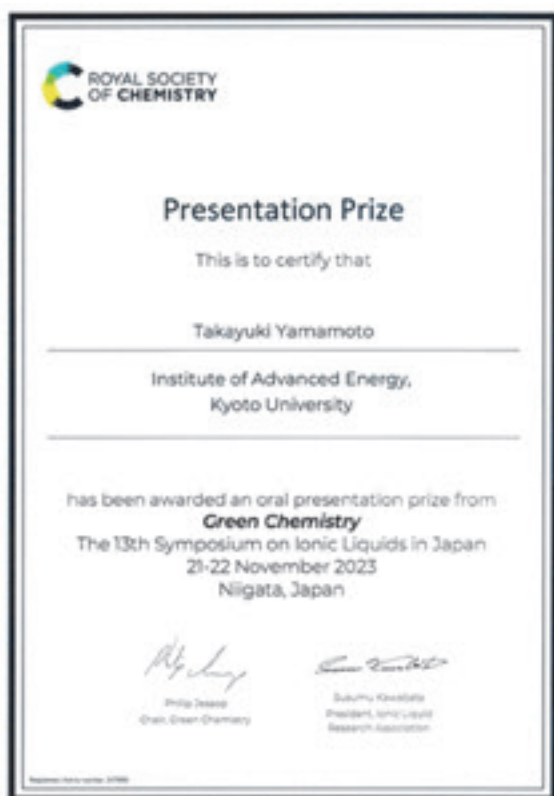 ROYAL SOCIETY
OF CHEMISTRY
Presentation Prize
This is to certify that
Takayuki Yamamoto
Institute of Advanced Energy,
Kyoto University
has been awarded an oral presentation prize from
Green Chemistry
The 13th Symposium on Ionic Liquids in Japan
21-22 November 2023
Niigata, Japan
Philip Jessop
Chair, Green Chemistry
Susumu Kuwabata
President, Ionic Liquid
Research Association